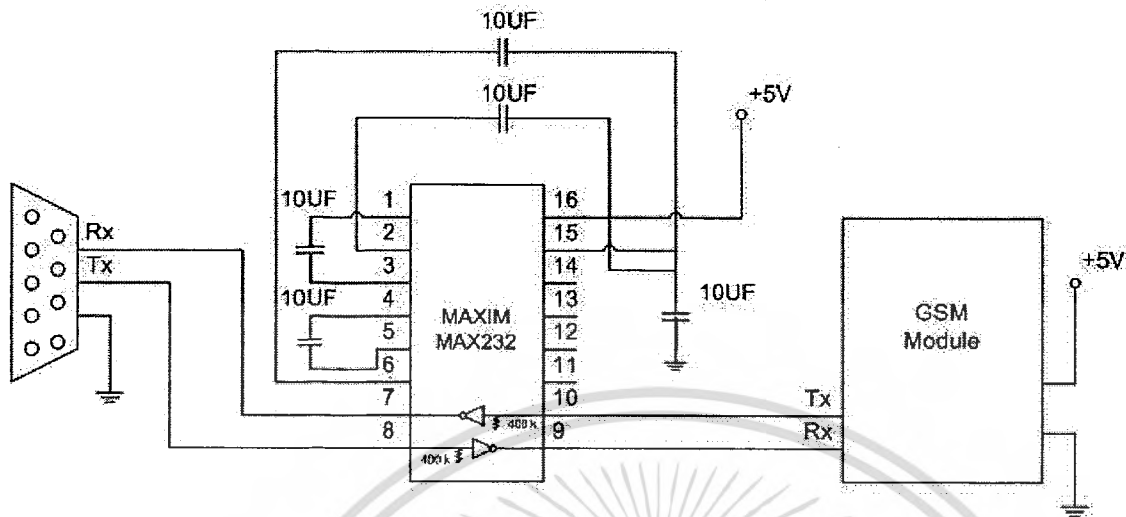 10UF
10UF
+5V
10UF
1
2
3
4
5
6
7
8
16
15
14
13
12
11
10
9
Rx
Tx
10UF
MAXIM
MAX232
400 k
400 k
10UF
GSM
Module
Tx
Rx
+5V